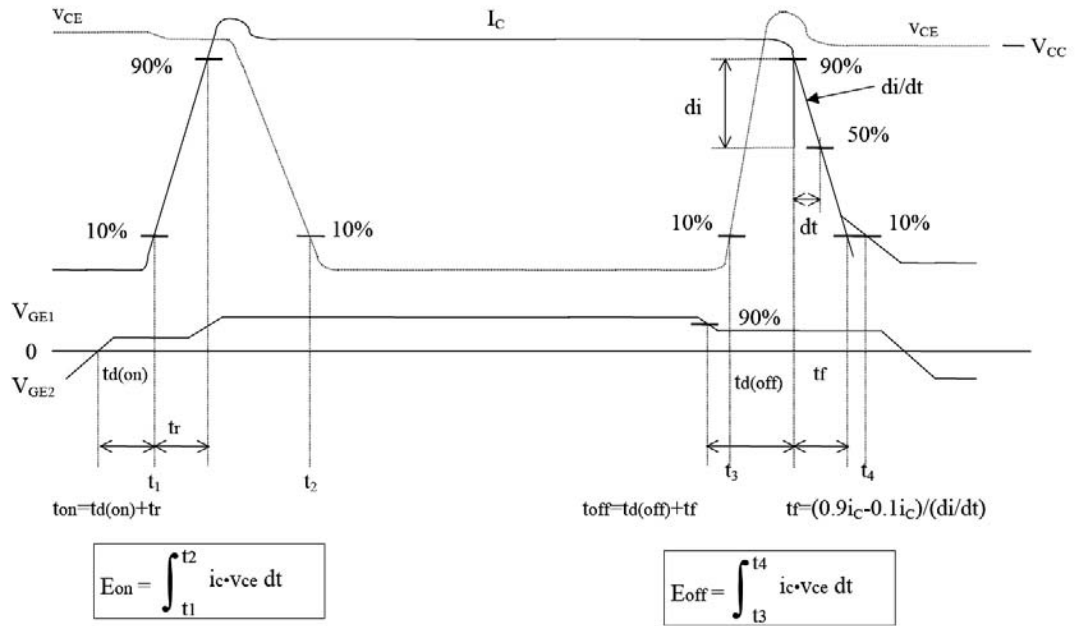 vCE
IC
vCE
VCC
90%
90%
di/dt
di
50%
dt
10%
10%
10%
10%
VGE1
90%
0
VGE2
td(on)
td(off)
tf
tr
t1
t2
t3
t4
ton=td(on)+tr
toff=td(off)+tf
tf=(0.9iC-0.1iC)/(di/dt)
Eon = ∫t1t2 ic•vce dt
Eoff = ∫t3t4 ic•vce dt